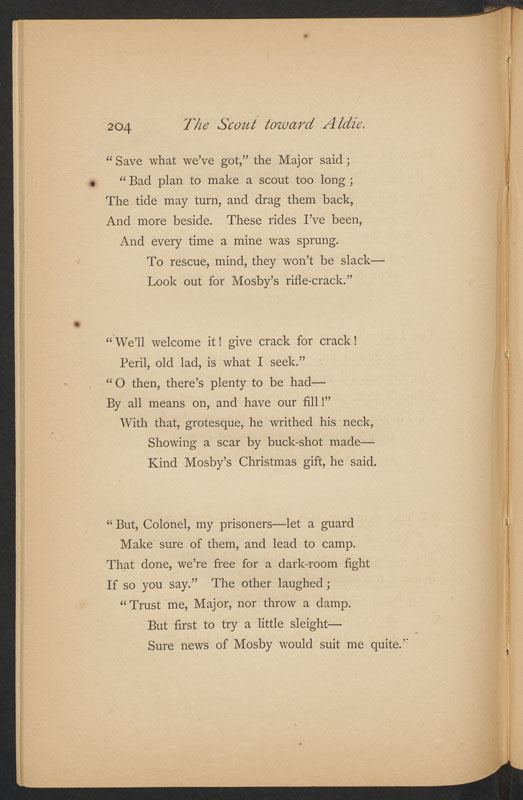 204 The Scout toward Aldie.
“Save what we've got,” the Major said;
“Bad plan to make a scout too long;
The tide may turn, and drag them back,
And more beside. These rides I've been,
And every time a mine was sprung.
To rescue, mind, they won't be slack—
Look out for Mosby's rifle-crack.”
“We'll welcome it! give crack for crack!
Peril, old lad, is what I seek.”
“O then, there's plenty to be had—
By all means on, and have our fill!”
With that, grotesque, he writhed his neck,
Showing a scar by buck-shot made—
Kind Mosby's Christmas gift, he said.
“But, Colonel, my prisoners—let a guard
Make sure of them, and lead to camp.
That done, we're free for a dark-room fight
If so you say.” The other laughed;
“Trust me, Major, nor throw a damp.
But first to try a little sleight—
Sure news of Mosby would suit me quite.”